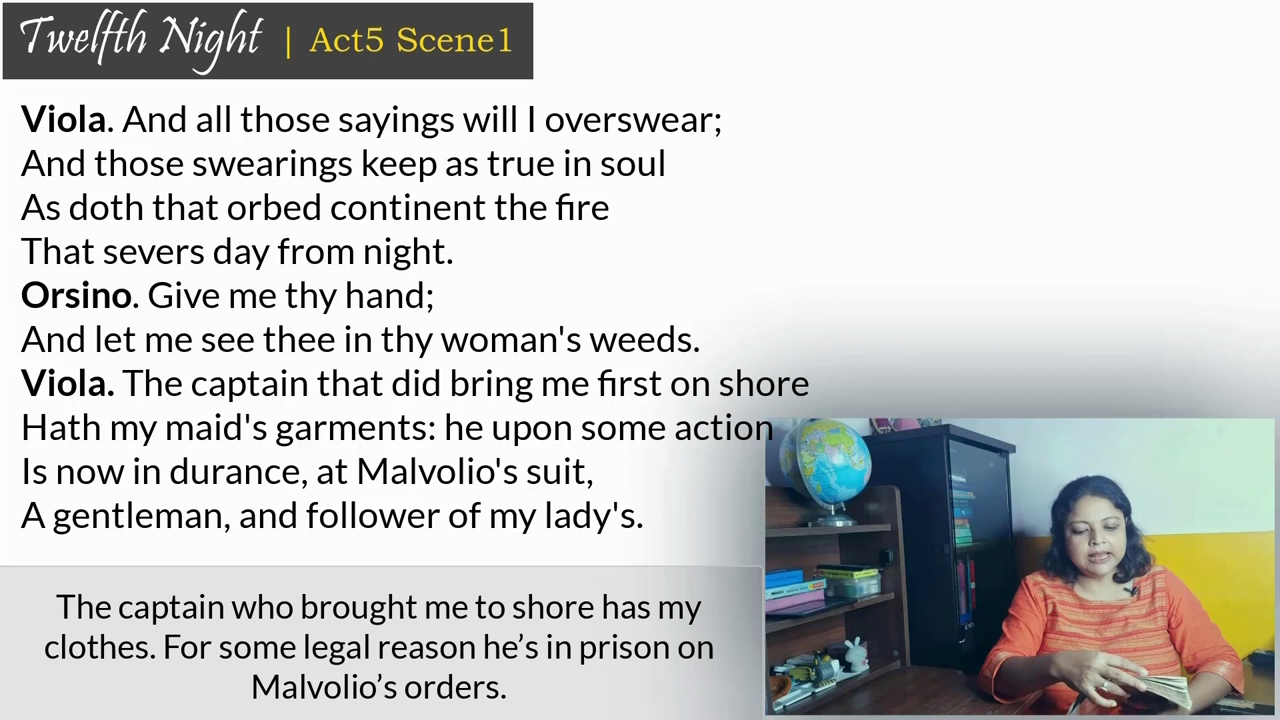 Twelfth Night | Act5 Scene1
Viola. And all those sayings will I overswear;
And those swearings keep as true in soul
As doth that orbed continent the fire
That severs day from night.
Orsino. Give me thy hand;
And let me see thee in thy woman's weeds.
Viola. The captain that did bring me first on shore
Hath my maid's garments: he upon some action
Is now in durance, at Malvolio's suit,
A gentleman, and follower of my lady's.
The captain who brought me to shore has my
clothes. For some legal reason he’s in prison on
Malvolio’s orders.